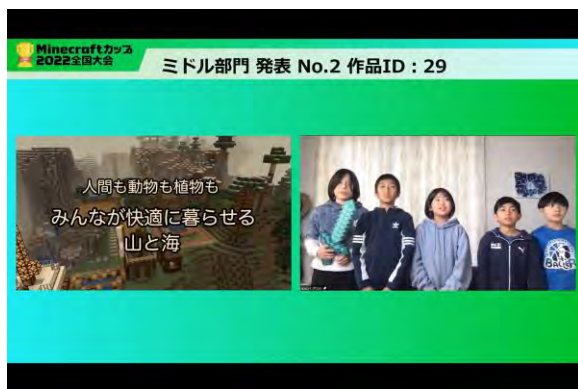 Minecraftカップ
2022全国大会
ミドル部門 発表 No.2 作品ID：29
人間も動物も植物も
みんなが快適に暮らせる
山と海